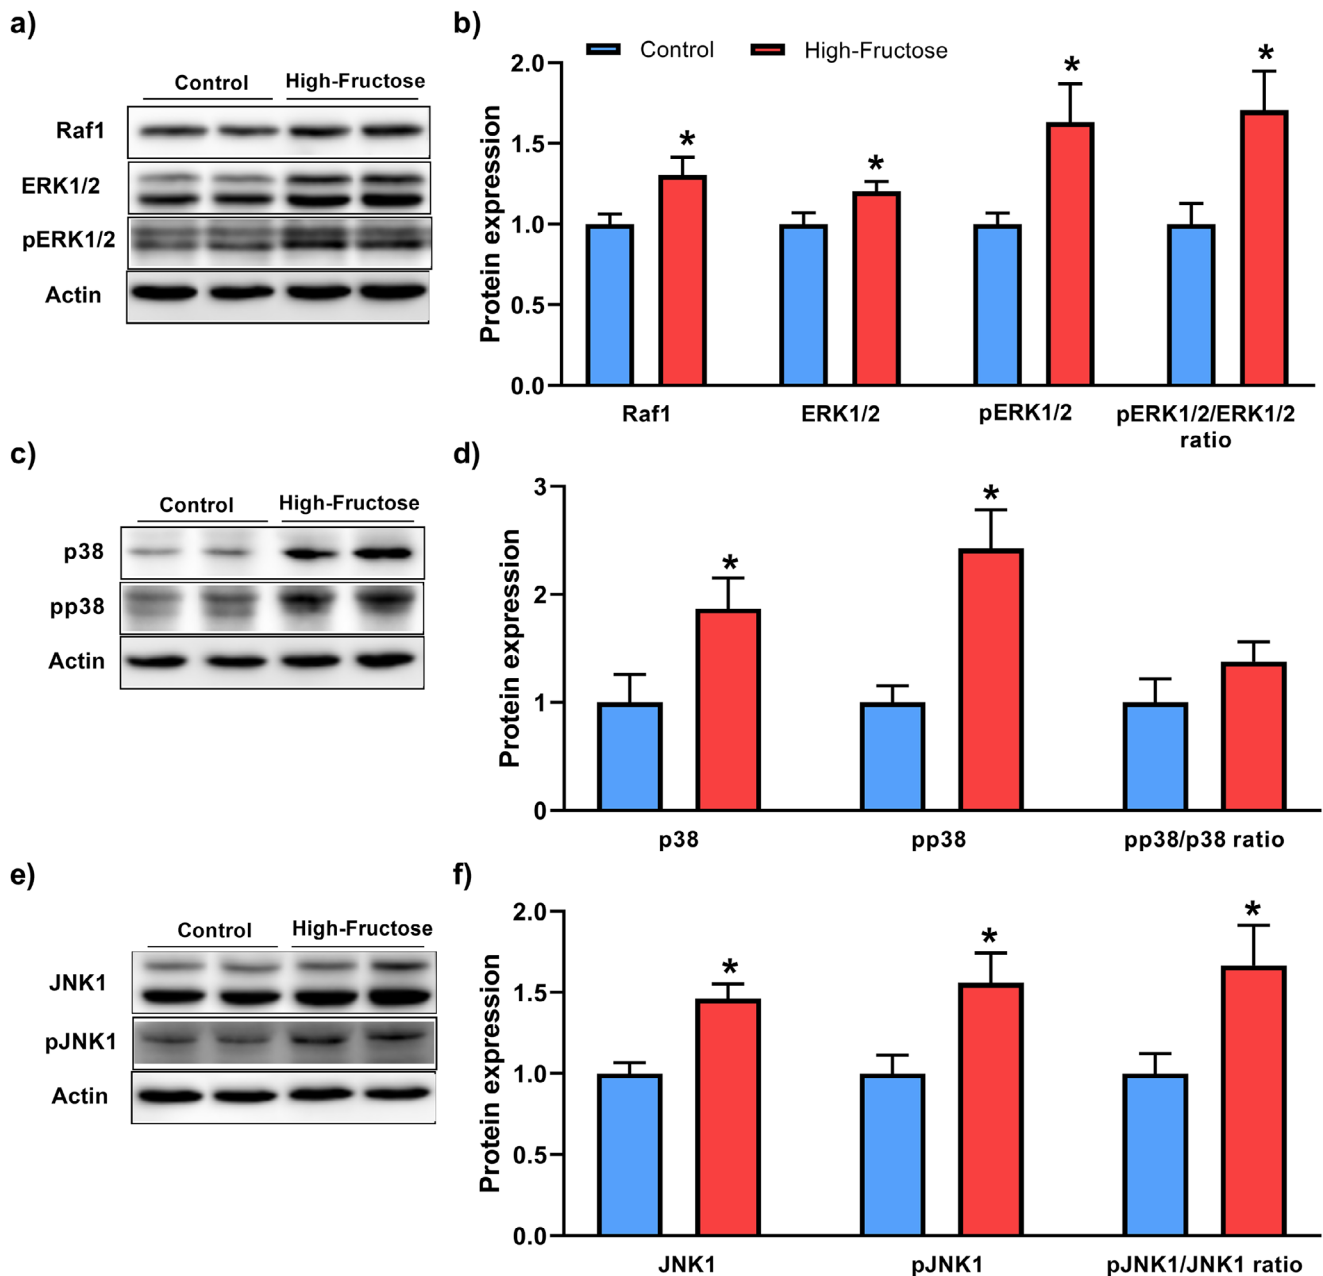 a)
Control High-Fructose
Raf1
ERK1/2
pERK1/2
Actin
b)
Control High-Fructose
Protein expression
2.0
1.5
1.0
0.5
0.0
* * * *
Raf1 ERK1/2 pERK1/2 pERK1/2/ERK1/2
ratio
c)
Control High-Fructose
p38
pp38
Actin
d)
Protein expression
3
2
1
0
* *
p38 pp38 pp38/p38 ratio
e)
Control High-Fructose
JNK1
pJNK1
Actin
f)
Protein expression
2.0
1.5
1.0
0.5
0.0
* * *
JNK1 pJNK1 pJNK1/JNK1 ratio